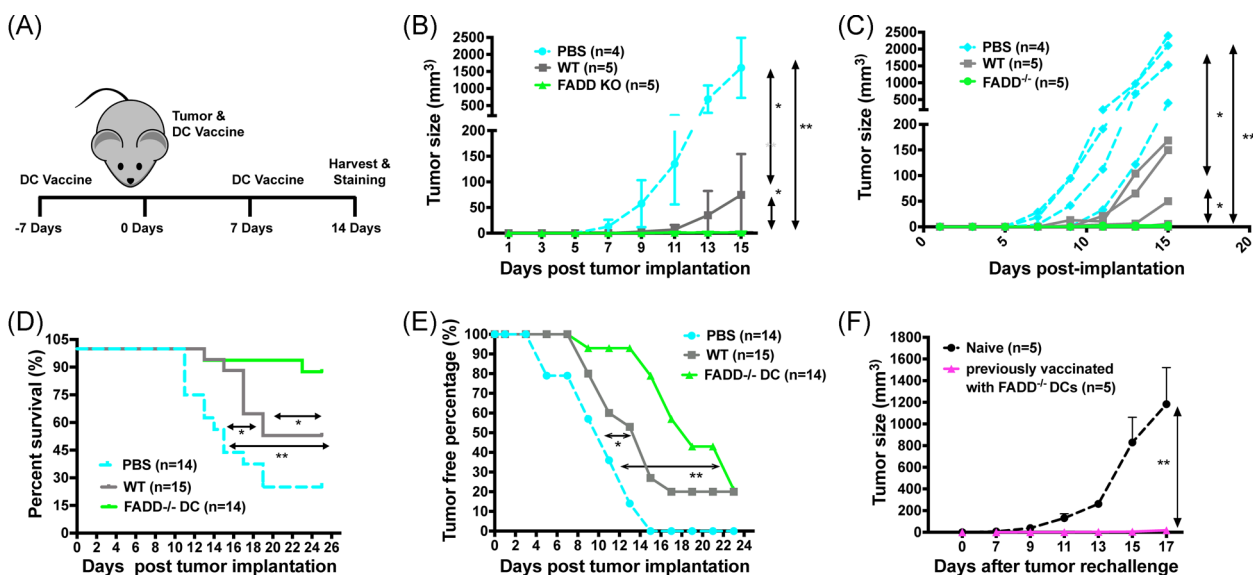 (A)
Tumor &
DC Vaccine
DC Vaccine
DC Vaccine
Harvest &
Staining
-7 Days
0 Days
7 Days
14 Days
(B)
Tumor size (mm³)
2500
2000
1500
1000
500
200
150
100
50
0
PBS (n=4)
WT (n=5)
FADD KO (n=5)
*
**
*
1 3 5 7 9 11 13 15
Days post tumor implantation
(C)
Tumor size (mm³)
2500
2000
1500
1000
500
200
150
100
50
0
PBS (n=4)
WT (n=5)
FADD⁻/⁻ (n=5)
*
**
*
0 5 10 15 20
Days post-implantation
(D)
Percent survival (%)
105
90
75
60
45
30
15
0
*
*
**
PBS (n=14)
WT (n=15)
FADD-/- DC (n=14)
0 2 4 6 8 10 12 14 16 18 20 22 24 26
Days post tumor implantation
(E)
Tumor free percentage (%)
100
90
80
70
60
50
40
30
20
10
0
PBS (n=14)
WT (n=15)
FADD-/- DC (n=14)
*
**
0 2 4 6 8 10 12 14 16 18 20 22 24
Days post tumor implantation
(F)
Tumor size (mm³)
1800
1600
1400
1200
1000
800
600
400
200
0
Naive (n=5)
previously vaccinated
with FADD⁻/⁻ DCs (n=5)
**
0 7 9 11 13 15 17
Days after tumor rechallenge